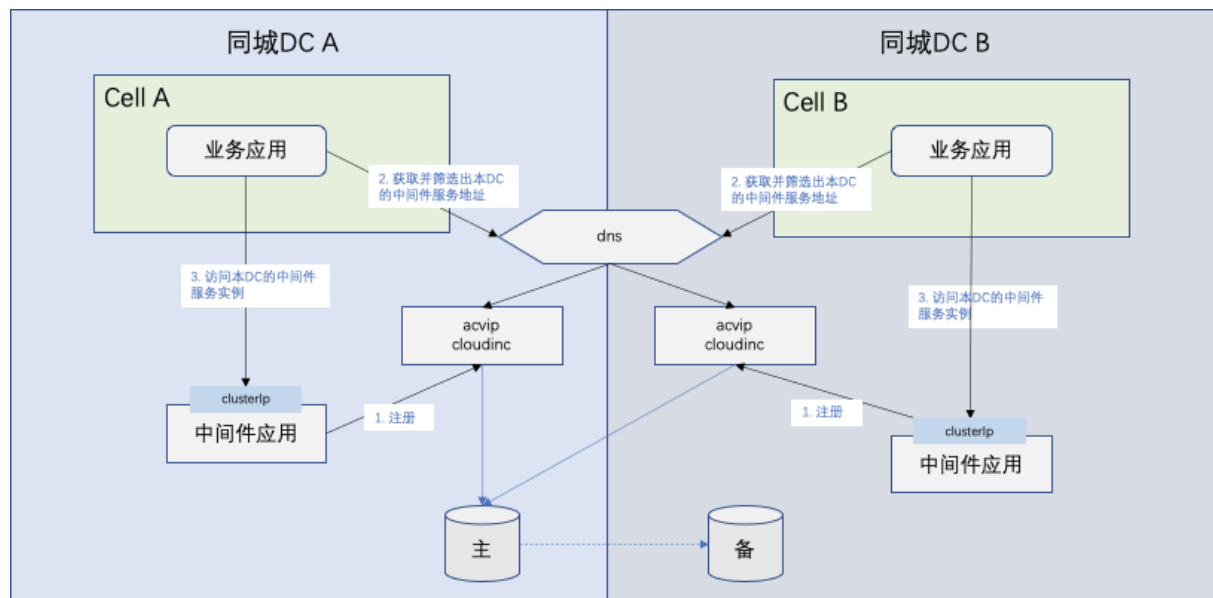 同城DC A
同城DC B
Cell A
业务应用
Cell B
业务应用
2. 获取并筛选出本DC
的中间件服务地址
2. 获取并筛选出本DC
的中间件服务地址
dns
3. 访问本DC的中间件
服务实例
3. 访问本DC的中间件
服务实例
acvip
cloudinc
acvip
cloudinc
clusterIp
中间件应用
1. 注册
1. 注册
clusterIp
中间件应用
主
备